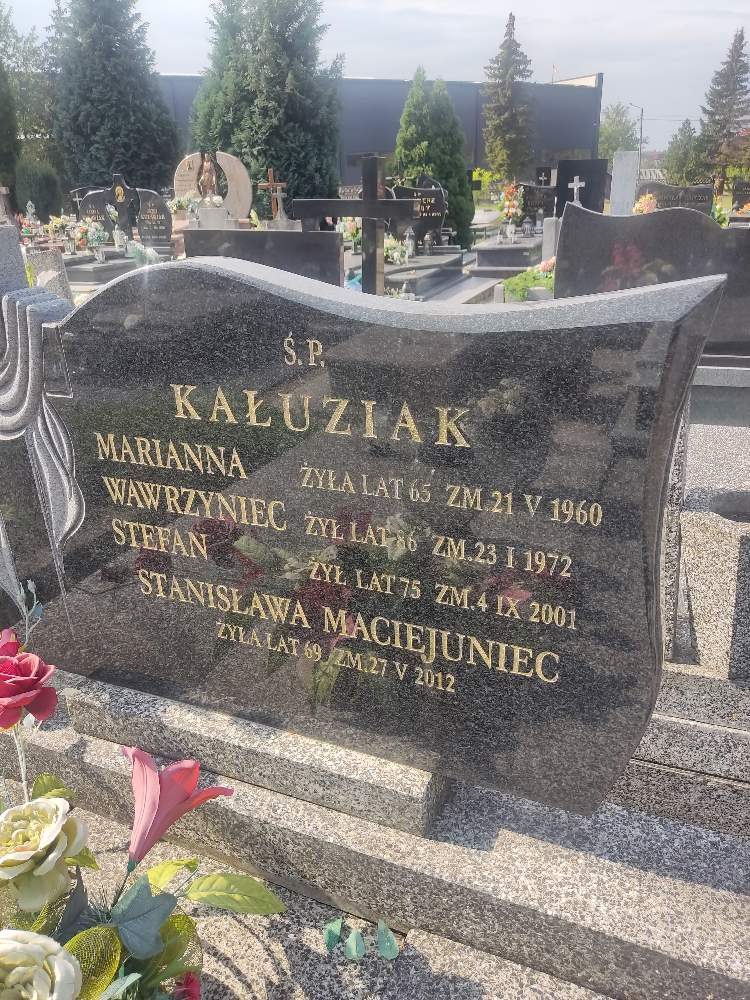 Ś.P.
KAŁUZIAK
MARIANNA ŻYŁA LAT 65 ZM.21 V 1960
WAWRZYNIEC ŻYŁ LAT 86 ZM.23 I 1972
STEFAN ŻYŁ LAT 75 ZM.4 IX 2001
STANISŁAWA MACIEJUNIEC
ŻYŁA LAT 69 ZM.27 V 2012